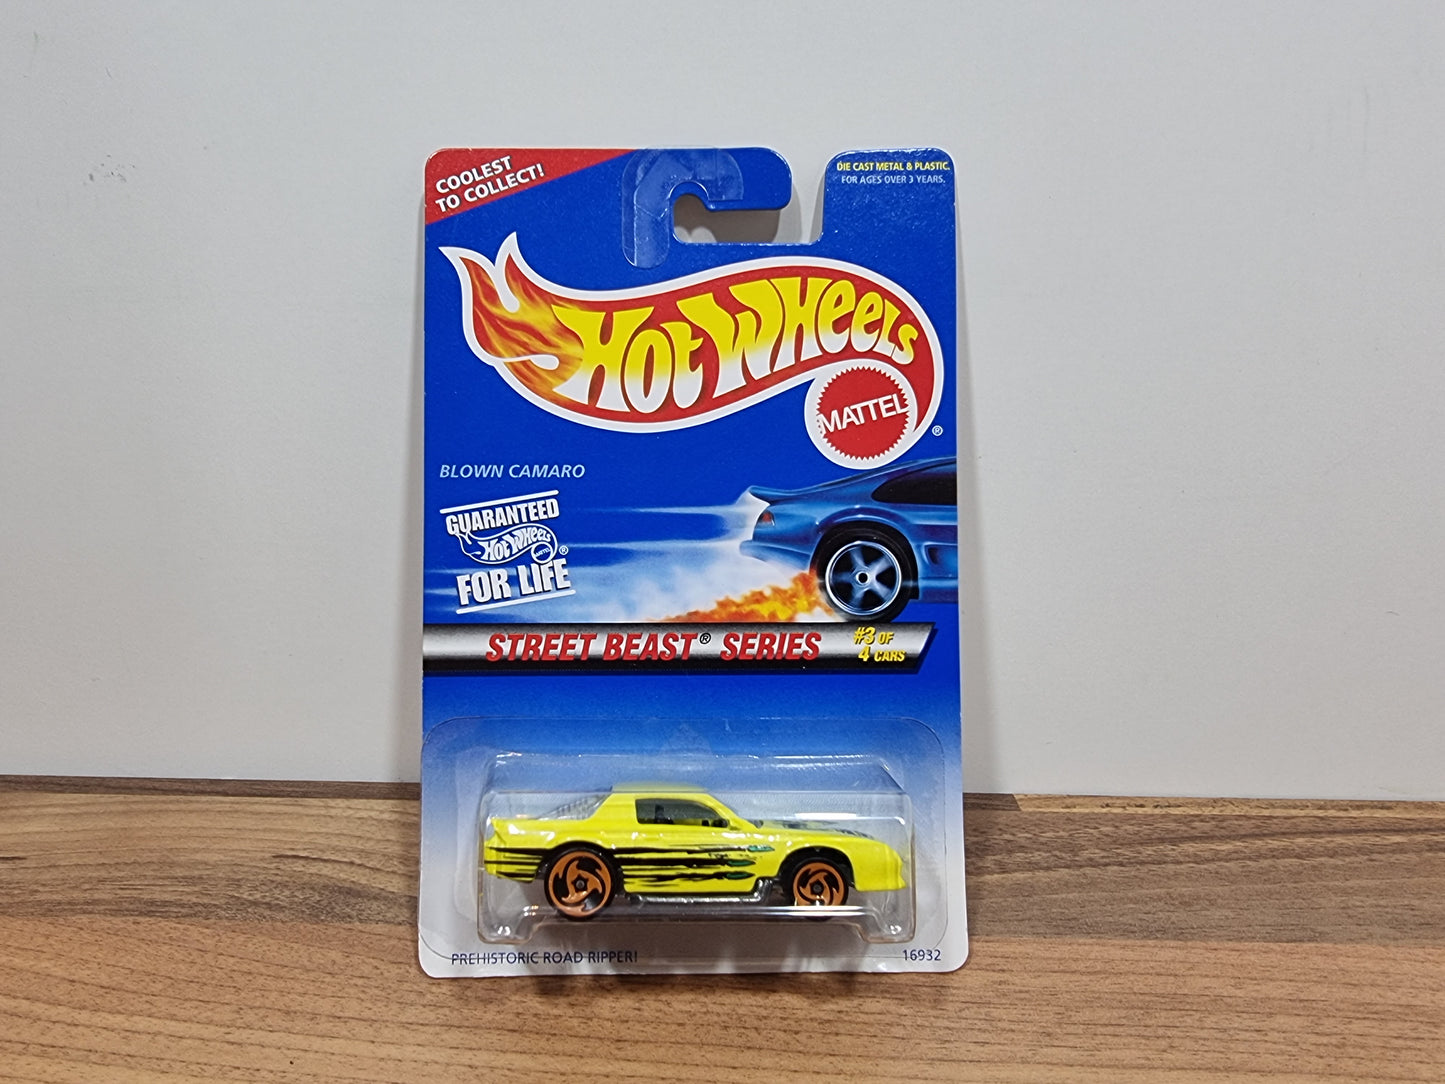 COOLEST
TO COLLECT!
DIE CAST METAL & PLASTIC.
FOR AGES OVER 3 YEARS.
HOT WHEELS
MATTEL
®
BLOWN CAMARO
GUARANTEED
HOT WHEELS
MATTEL
®
FOR LIFE
STREET BEAST® SERIES
#3 OF
4 CARS
PREHISTORIC ROAD RIPPER!
16932